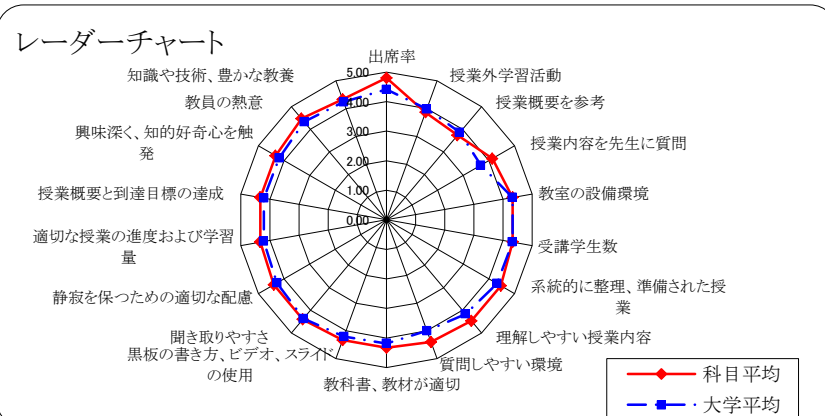 レーダーチャート
出席率
授業外学習活動
授業概要を参考
授業内容を先生に質問
教室の設備環境
受講学生数
系統的に整理、準備された授
業
理解しやすい授業内容
質問しやすい環境
教科書、教材が適切
黒板の書き方、ビデオ、スライド
の使用
聞き取りやすさ
静寂を保つための適切な配慮
適切な授業の進度および学習
量
授業概要と到達目標の達成
興味深く、知的好奇心を触
発
教員の熱意
知識や技術、豊かな教養
5.00
4.00
3.00
2.00
1.00
0.00
科目平均
大学平均